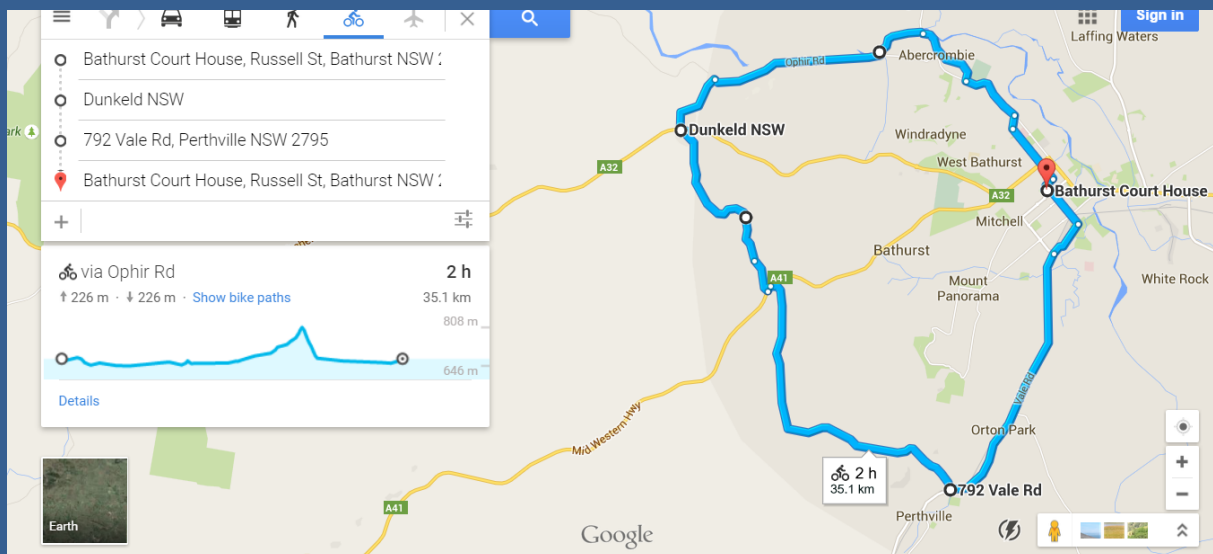 Bathurst Court House, Russell St, Bathurst NSW 2
Dunkeld NSW
792 Vale Rd, Perthville NSW 2795
Bathurst Court House, Russell St, Bathurst NSW 2
via Ophir Rd
2 h
226 m · 226 m · Show bike paths
35.1 km
808 m
646 m
Details
Earth
Sign in
Laffing Waters
Abercrombie
Ophir Rd
Dunkeld NSW
Windradyne
West Bathurst
A32
A32
Bathurst Court House
Mitchell
Bathurst
A41
Mount
Panorama
White Rock
Vale Rd
Mid Western Hwy
Orton Park
2 h
35.1 km
792 Vale Rd
A41
Perthville
Google